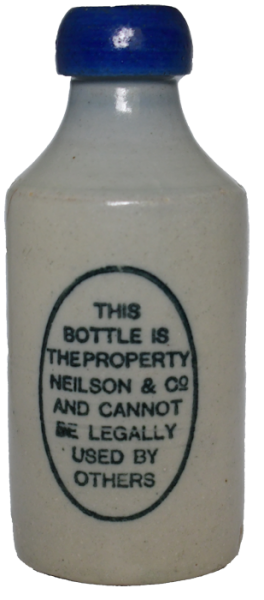 THIS
BOTTLE IS
THE PROPERTY
NEILSON & Co
AND CANNOT
BE LEGALLY
USED BY
OTHERS